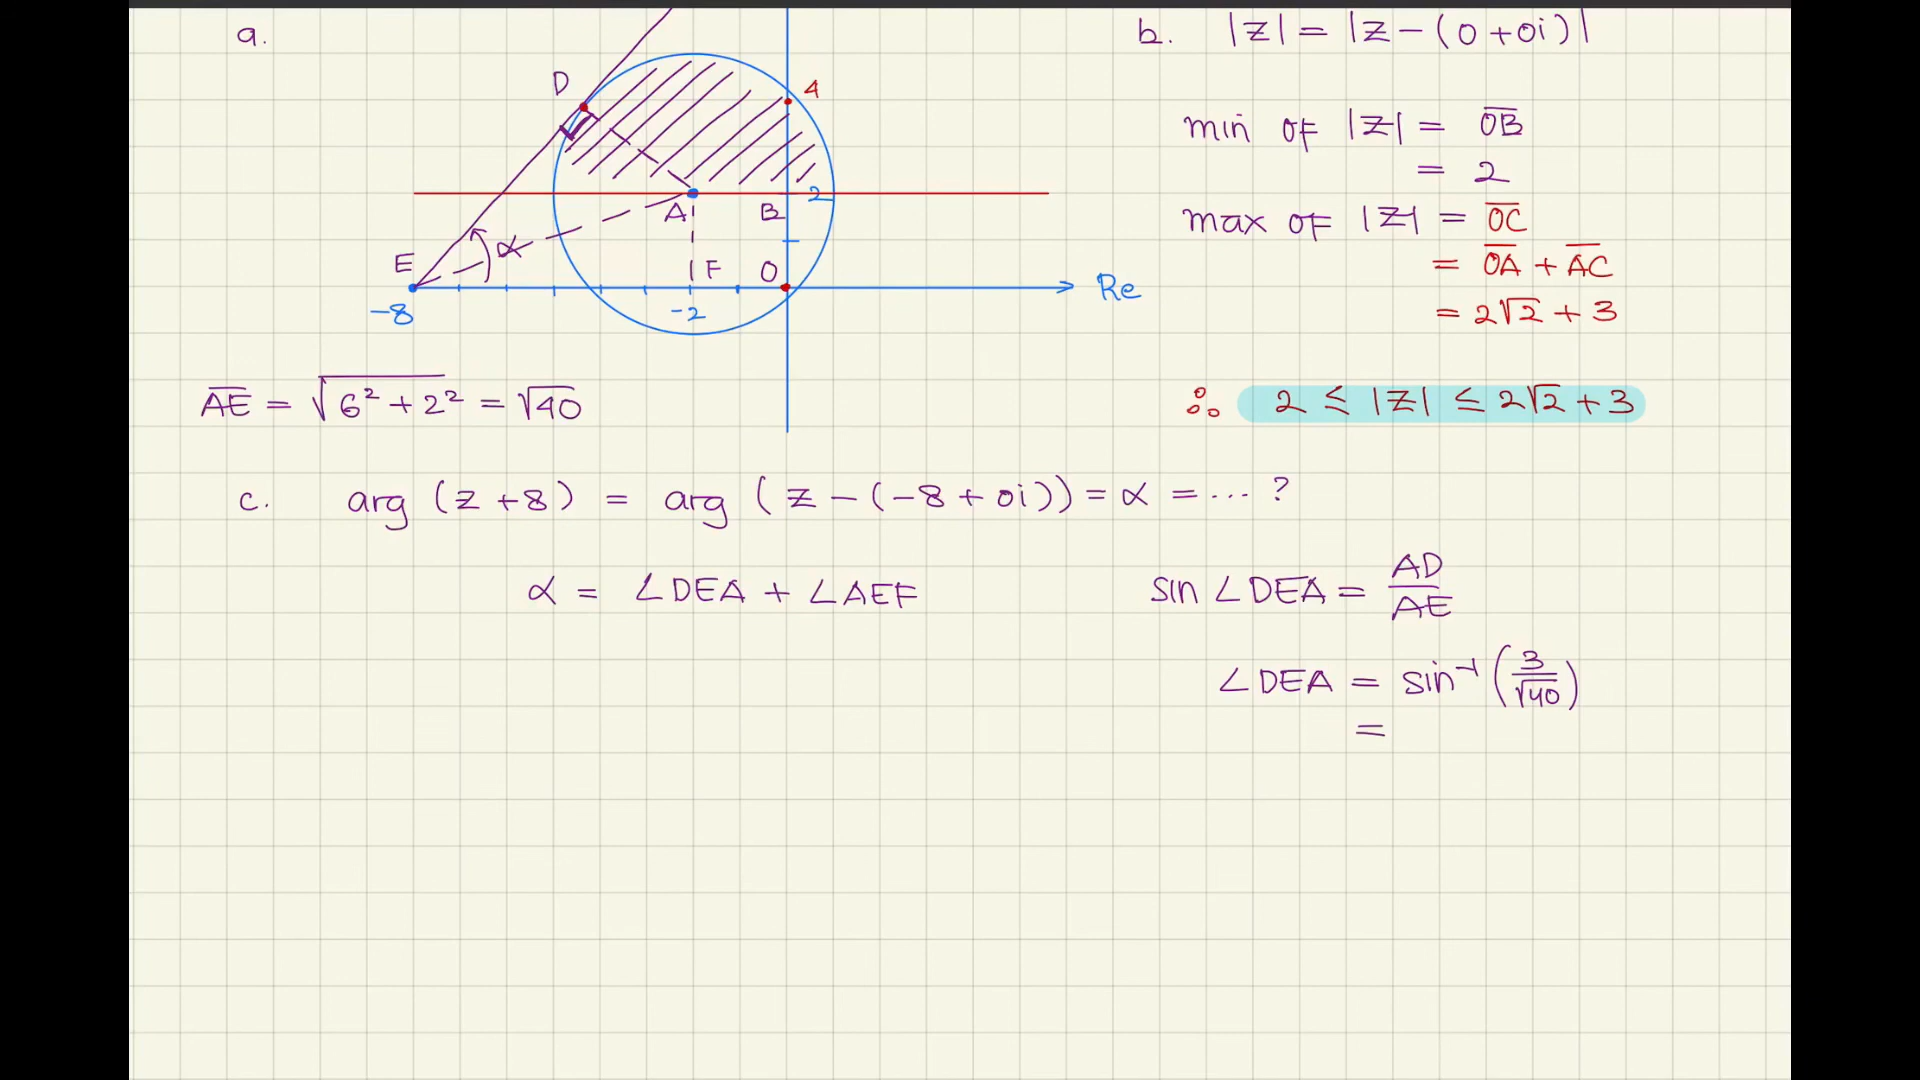 a.
D
4
A
B
2
E
α
F
O
Re
-8
-2
AE = √6² + 2² = √40
b. |Z| = |Z - (0 + 0i)|
min of |Z| = OB
= 2
max of |Z| = OC
= OA + AC
= 2√2 + 3
∴ 2 ≤ |Z| ≤ 2√2 + 3
c. arg (z + 8) = arg (z - (-8 + 0i)) = α = ... ?
α = ∠DEA + ∠AEF
sin ∠DEA = AD/AE
∠DEA = sin⁻¹ (3/√40)
=